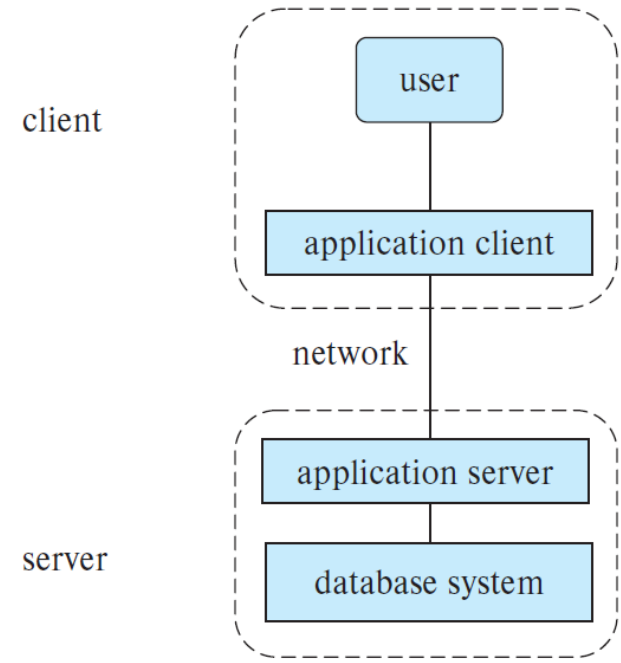 user
client
application client
network
application server
server
database system